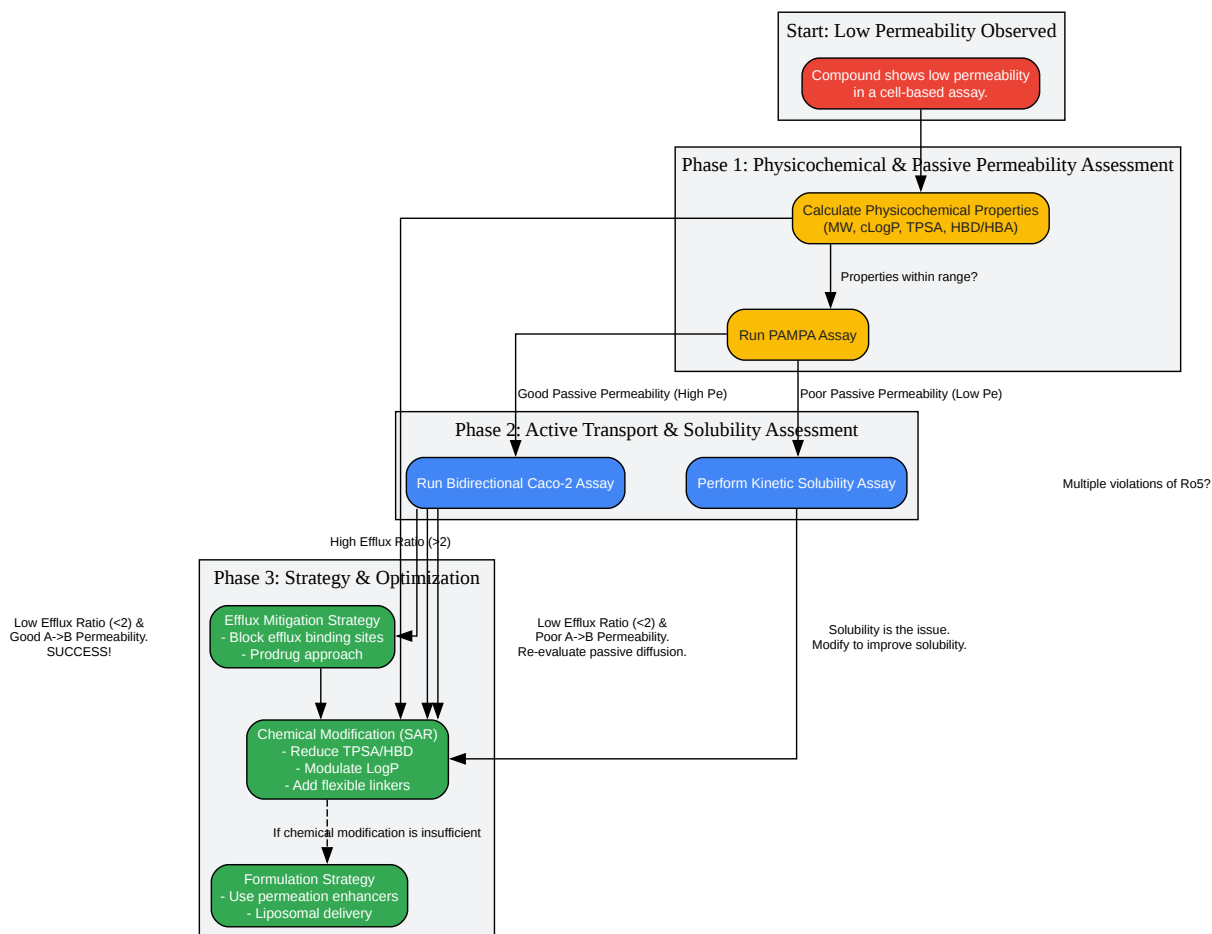 Start: Low Permeability Observed
Compound shows low permeability
in a cell-based assay.
Phase 1: Physicochemical & Passive Permeability Assessment
Calculate Physicochemical Properties
(MW, cLogP, TPSA, HBD/HBA)
Properties within range?
Run PAMPA Assay
Good Passive Permeability (High Pe)
Poor Passive Permeability (Low Pe)
Phase 2: Active Transport & Solubility Assessment
Run Bidirectional Caco-2 Assay
Perform Kinetic Solubility Assay
Multiple violations of Ro5?
High Efflux Ratio (>2)
Phase 3: Strategy & Optimization
Low Efflux Ratio (<2) &
Good A->B Permeability.
SUCCESS!
Efflux Mitigation Strategy
- Block efflux binding sites
- Prodrug approach
Low Efflux Ratio (<2) &
Poor A->B Permeability.
Re-evaluate passive diffusion.
Solubility is the issue.
Modify to improve solubility.
Chemical Modification (SAR)
- Reduce TPSA/HBD
- Modulate LogP
- Add flexible linkers
If chemical modification is insufficient
Formulation Strategy
- Use permeation enhancers
- Liposomal delivery